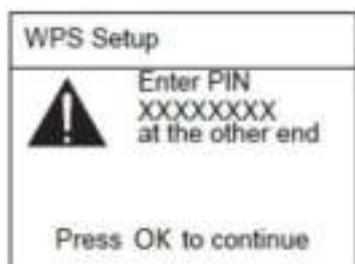 WPS Setup
Enter PIN
XXXXXXXX
at the other end
Press OK to continue